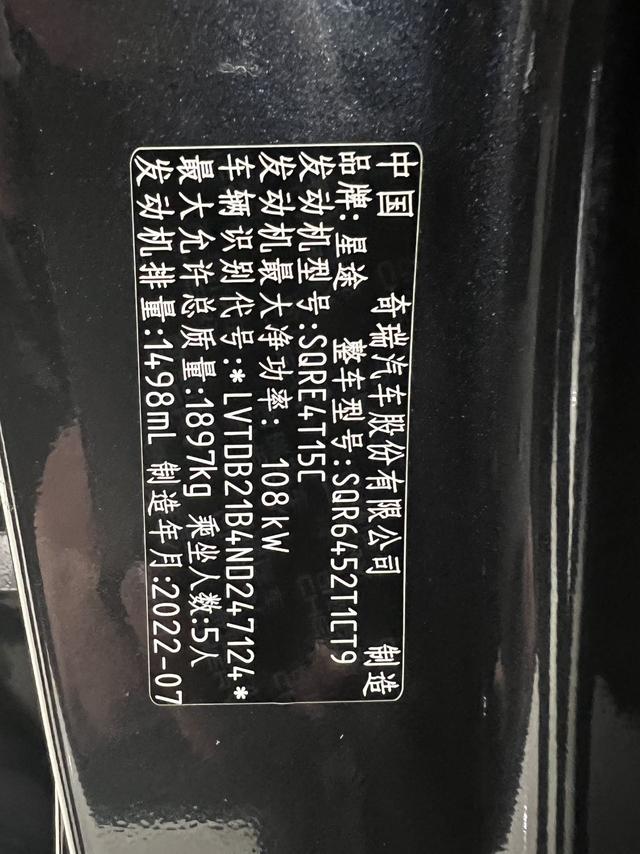 中国 奇瑞汽车股份有限公司 制造
品牌:星途 整车型号:SQR6452T1CT9
发动机型号:SQRE4T15C
发动机最大净功率: 108kW
车辆识别代号:*LVTDB21B4ND247124*
最大允许总质量:1897kg 乘坐人数:5人
发动机排量:1498mL 制造年月:2022-07